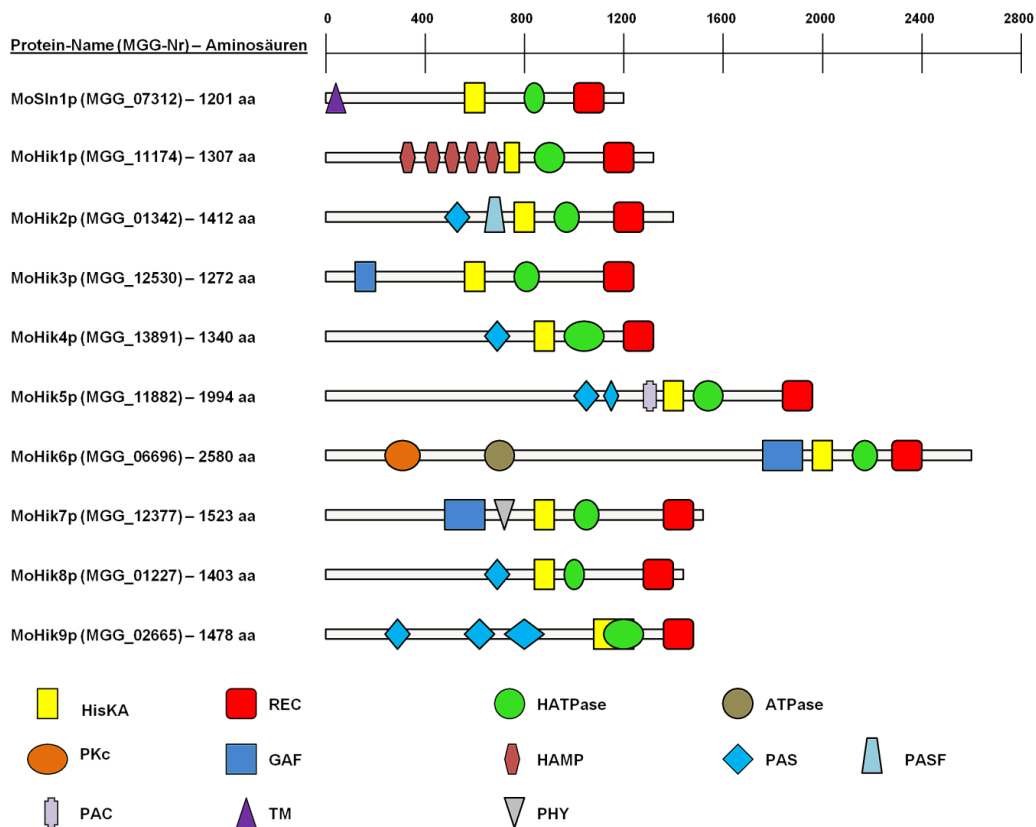 0 400 800 1200 1600 2000 2400 2800
Protein-Name (MGG-Nr) – Aminosäuren
MoSln1p (MGG_07312) – 1201 aa
MoHik1p (MGG_11174) – 1307 aa
MoHik2p (MGG_01342) – 1412 aa
MoHik3p (MGG_12530) – 1272 aa
MoHik4p (MGG_13891) – 1340 aa
MoHik5p (MGG_11882) – 1994 aa
MoHik6p (MGG_06696) – 2580 aa
MoHik7p (MGG_12377) – 1523 aa
MoHik8p (MGG_01227) – 1403 aa
MoHik9p (MGG_02665) – 1478 aa
HisKA REC HATPase ATPase
PKc GAF HAMP PAS PASF
PAC TM PHY